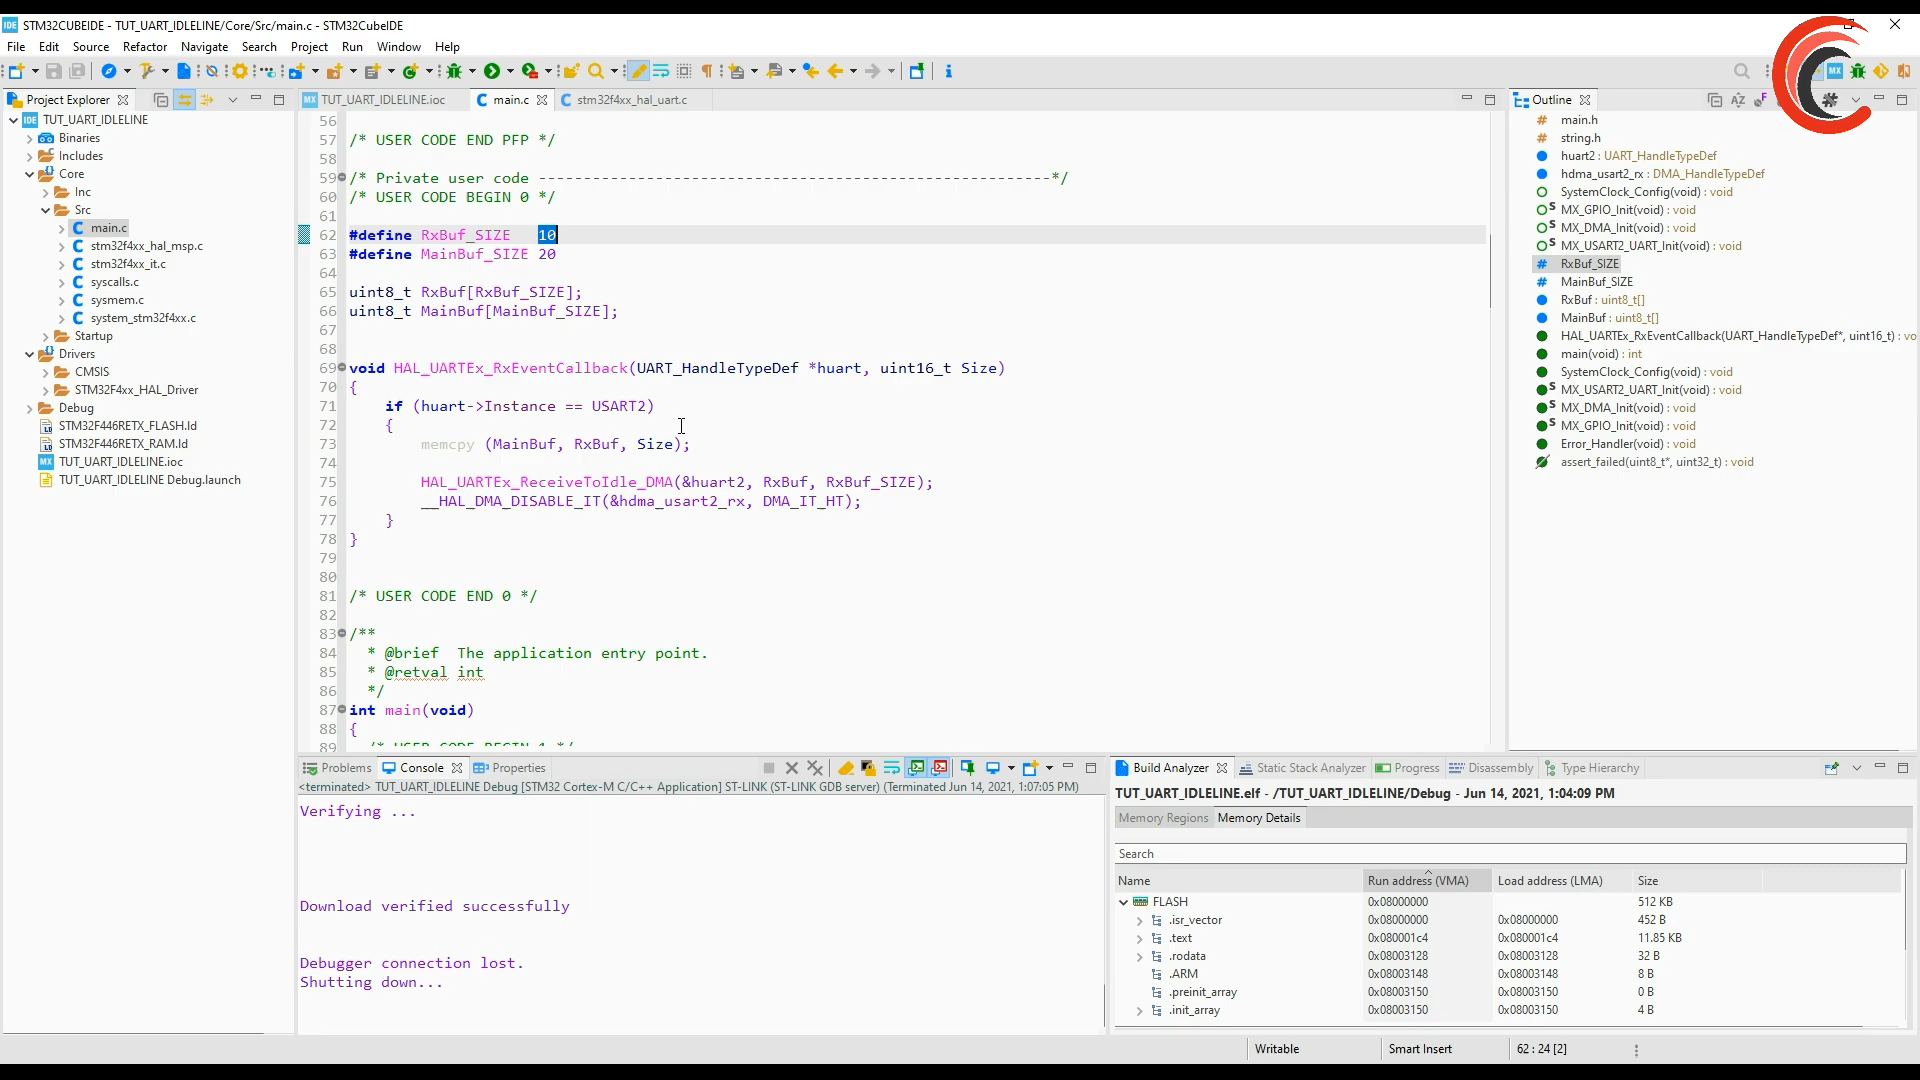 STM32CUBEIDE - TUT_UART_IDLELINE/Core/Src/main.c - STM32CubeIDE
File Edit Source Refactor Navigate Search Project Run Window Help
Project Explorer
TUT_UART_IDLELINE
Binaries
Includes
Core
Inc
Src
main.c
stm32f4xx_hal_msp.c
stm32f4xx_it.c
syscalls.c
sysmem.c
system_stm32f4xx.c
Startup
Drivers
CMSIS
STM32F4xx_HAL_Driver
Debug
STM32F446RETX_FLASH.ld
STM32F446RETX_RAM.ld
TUT_UART_IDLELINE.ioc
TUT_UART_IDLELINE Debug.launch
TUT_UART_IDLELINE.ioc main.c stm32f4xx_hal_uart.c
56
57 /* USER CODE END PFP */
58
59 /* Private user code ---------------------------------------------------------*/
60 /* USER CODE BEGIN 0 */
61
62 #define RxBuf_SIZE   10
63 #define MainBuf_SIZE 20
64
65 uint8_t RxBuf[RxBuf_SIZE];
66 uint8_t MainBuf[MainBuf_SIZE];
67
68
69 void HAL_UARTEx_RxEventCallback(UART_HandleTypeDef *huart, uint16_t Size)
70 {
71     if (huart->Instance == USART2)
72     {
73         memcpy (MainBuf, RxBuf, Size);
74
75         HAL_UARTEx_ReceiveToIdle_DMA(&huart2, RxBuf, RxBuf_SIZE);
76         __HAL_DMA_DISABLE_IT(&hdma_usart2_rx, DMA_IT_HT);
77     }
78 }
79
80
81 /* USER CODE END 0 */
82
83 /**
84   * @brief  The application entry point.
85   * @retval int
86   */
87 int main(void)
88 {
89   /* USER CODE BEGIN 1 */
Outline
main.h
string.h
huart2 : UART_HandleTypeDef
hdma_usart2_rx : DMA_HandleTypeDef
SystemClock_Config(void) : void
MX_GPIO_Init(void) : void
MX_DMA_Init(void) : void
MX_USART2_UART_Init(void) : void
RxBuf_SIZE
MainBuf_SIZE
RxBuf : uint8_t[]
MainBuf : uint8_t[]
HAL_UARTEx_RxEventCallback(UART_HandleTypeDef*, uint16_t) : vo
main(void) : int
SystemClock_Config(void) : void
MX_USART2_UART_Init(void) : void
MX_DMA_Init(void) : void
MX_GPIO_Init(void) : void
Error_Handler(void) : void
assert_failed(uint8_t*, uint32_t) : void
Problems Console Properties
<terminated> TUT_UART_IDLELINE Debug [STM32 Cortex-M C/C++ Application] ST-LINK (ST-LINK GDB server) (Terminated Jun 14, 2021, 1:07:05 PM)
Verifying ...
Download verified successfully
Debugger connection lost.
Shutting down...
Build Analyzer Static Stack Analyzer Progress Disassembly Type Hierarchy
TUT_UART_IDLELINE.elf - /TUT_UART_IDLELINE/Debug - Jun 14, 2021, 1:04:09 PM
Memory Regions Memory Details
Search
Name Run address (VMA) Load address (LMA) Size
FLASH 0x08000000 512 KB
.isr_vector 0x08000000 0x08000000 452 B
.text 0x080001c4 0x080001c4 11.85 KB
.rodata 0x08003128 0x08003128 32 B
.ARM 0x08003148 0x08003148 8 B
.preinit_array 0x08003150 0x08003150 0 B
.init_array 0x08003150 0x08003150 4 B
Writable Smart Insert 62 : 24 [2]